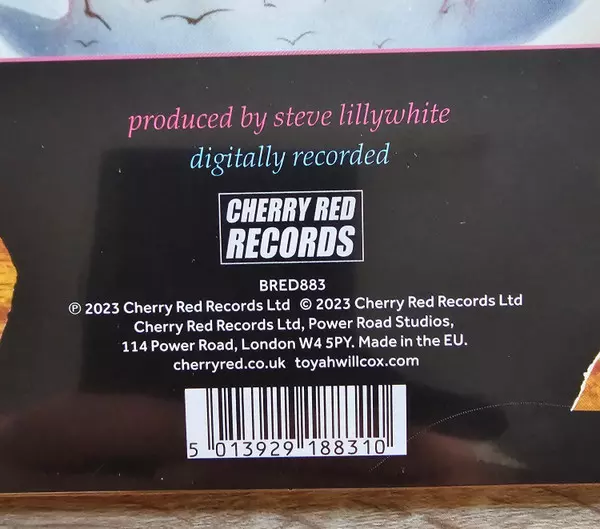 produced by steve lillywhite
digitally recorded
CHERRY RED
RECORDS
BRED883
℗ 2023 Cherry Red Records Ltd © 2023 Cherry Red Records Ltd
Cherry Red Records Ltd, Power Road Studios,
114 Power Road, London W4 5PY. Made in the EU.
cherryred.co.uk toyahwillcox.com
5 013929 188310